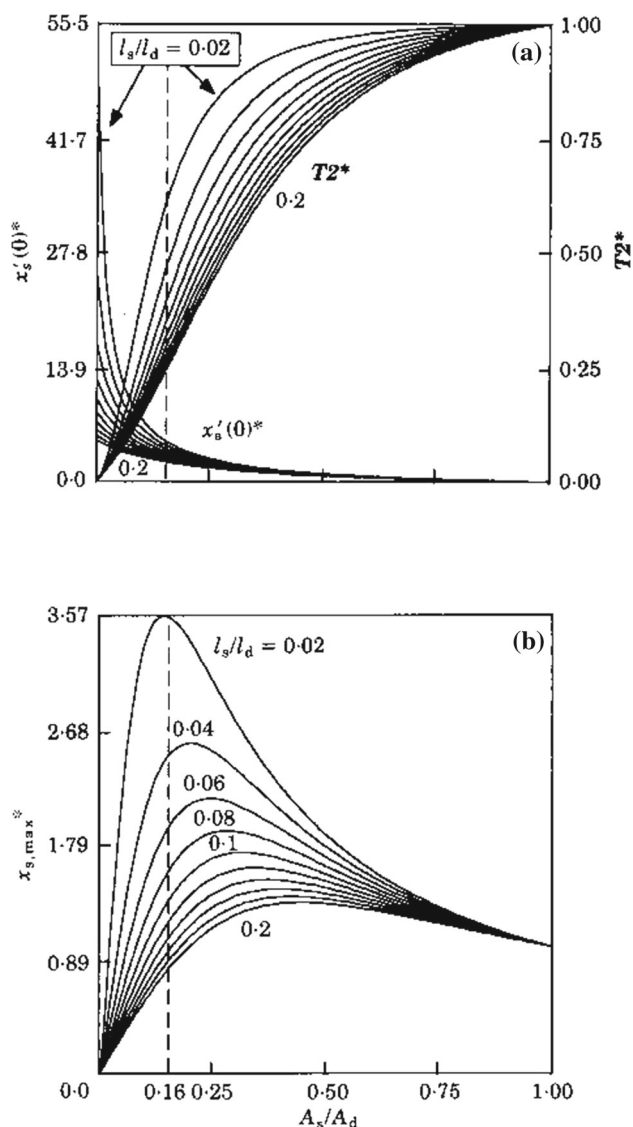 55·5
1·00
l_s/l_d = 0·02
(a)
41·7
0·75
T2*
0·2
x_s′(0)*
27·8
0·50
T2*
13·9
0·25
x_s′(0)*
0·2
0·0
0·00
3·57
(b)
l_s/l_d = 0·02
2·68
0·04
0·06
0·08
x_s,max*
1·79
0·1
0·89
0·2
0·0
0·16 0·25
0·50
0·75
1·00
A_s/A_d